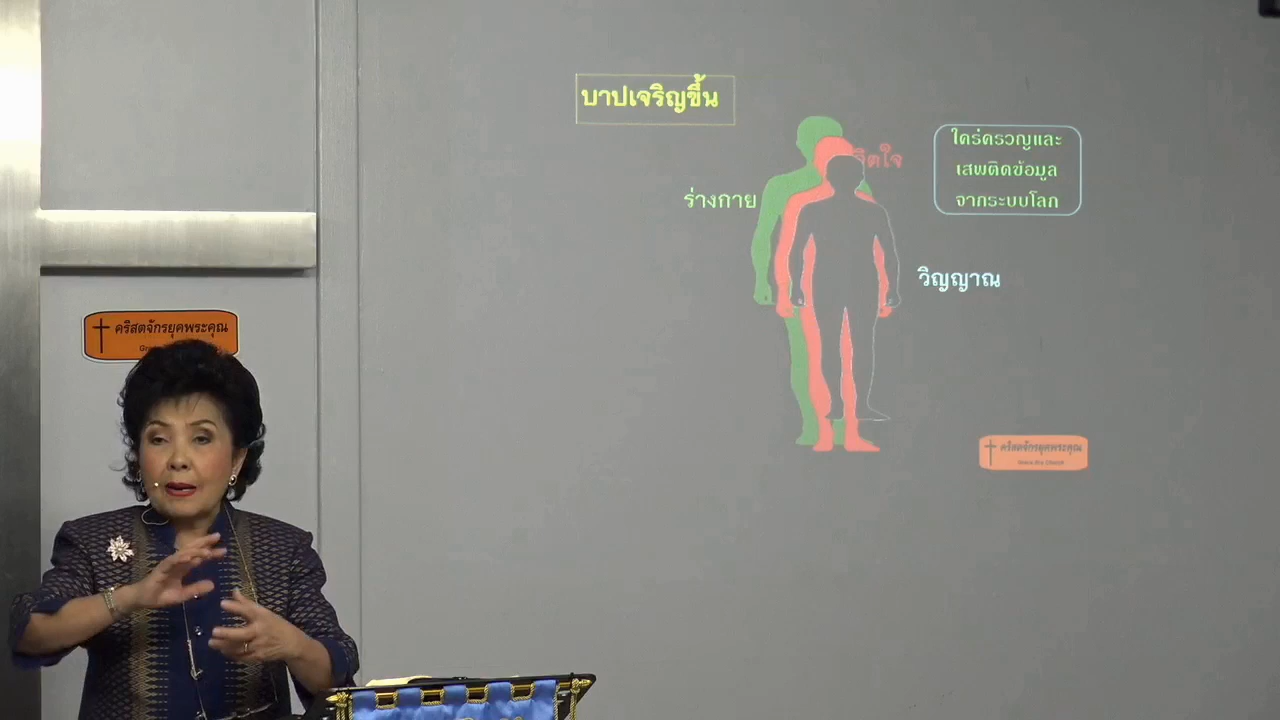 บาปเจริญขึ้น
ใคร่ครวญและ
เสพติดข้อมูล
จากระบบโลก
จิตใจ
ร่างกาย
วิญญาณ
คริสตจักรยุคพระคุณ
คริสตจักรยุคพระคุณ
Grace Era Church